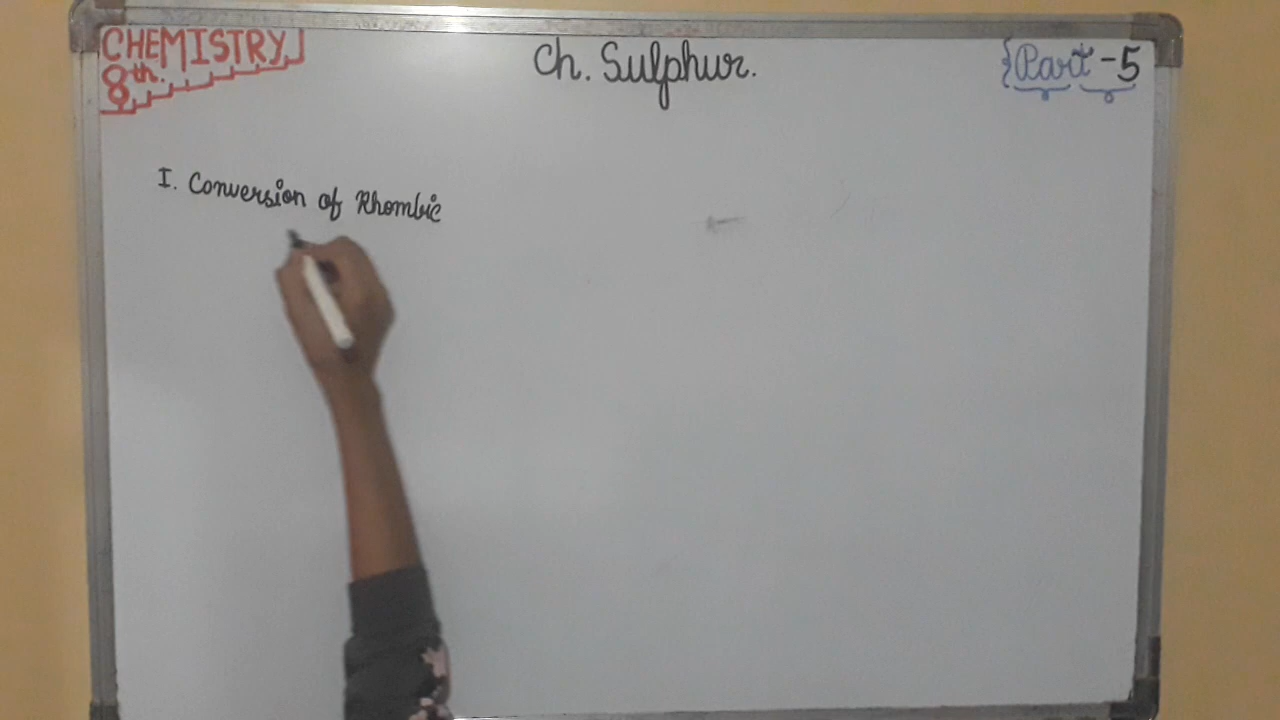 CHEMISTRY
8th.
Ch. Sulphur.
Part-5
I. Conversion of Rhombic